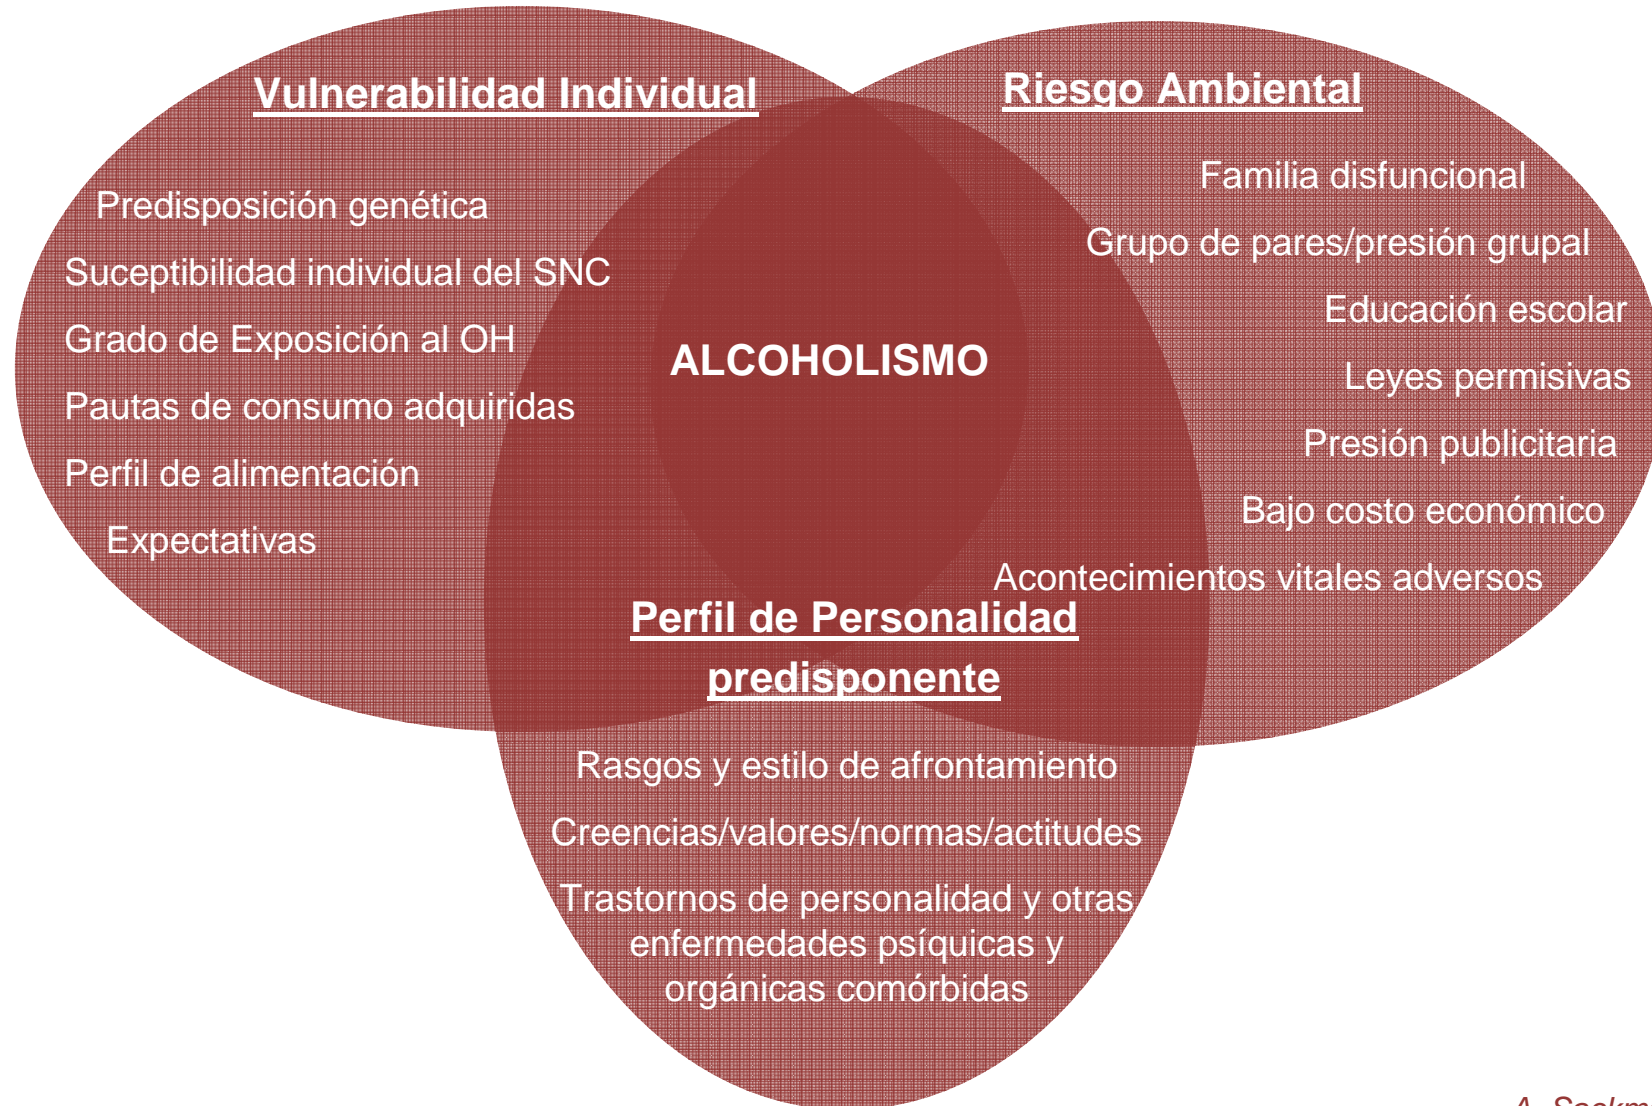 Vulnerabilidad Individual
Predisposición genética
Suceptibilidad individual del SNC
Grado de Exposición al OH
Pautas de consumo adquiridas
Perfil de alimentación
Expectativas
Riesgo Ambiental
Familia disfuncional
Grupo de pares/presión grupal
Educación escolar
Leyes permisivas
Presión publicitaria
Bajo costo económico
Acontecimientos vitales adversos
ALCOHOLISMO
Perfil de Personalidad
predisponente
Rasgos y estilo de afrontamiento
Creencias/valores/normas/actitudes
Trastornos de personalidad y otras
enfermedades psíquicas y
orgánicas comórbidas
A.